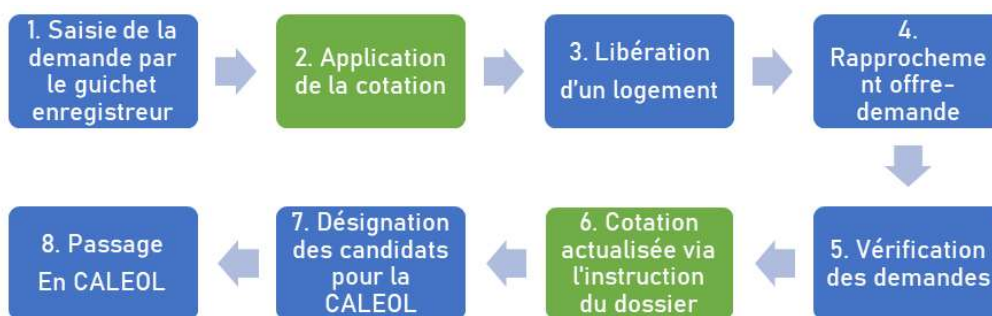 1. Saisie de la
demande par
le guichet
enregistreur
2. Application
de la cotation
3. Libération
d'un logement
4.
Rapprocheme
nt offre-
demande
5. Vérification
des demandes
6. Cotation
actualisée via
l'instruction
du dossier
7. Désignation
des candidats
pour la
CALEOL
8. Passage
En CALEOL